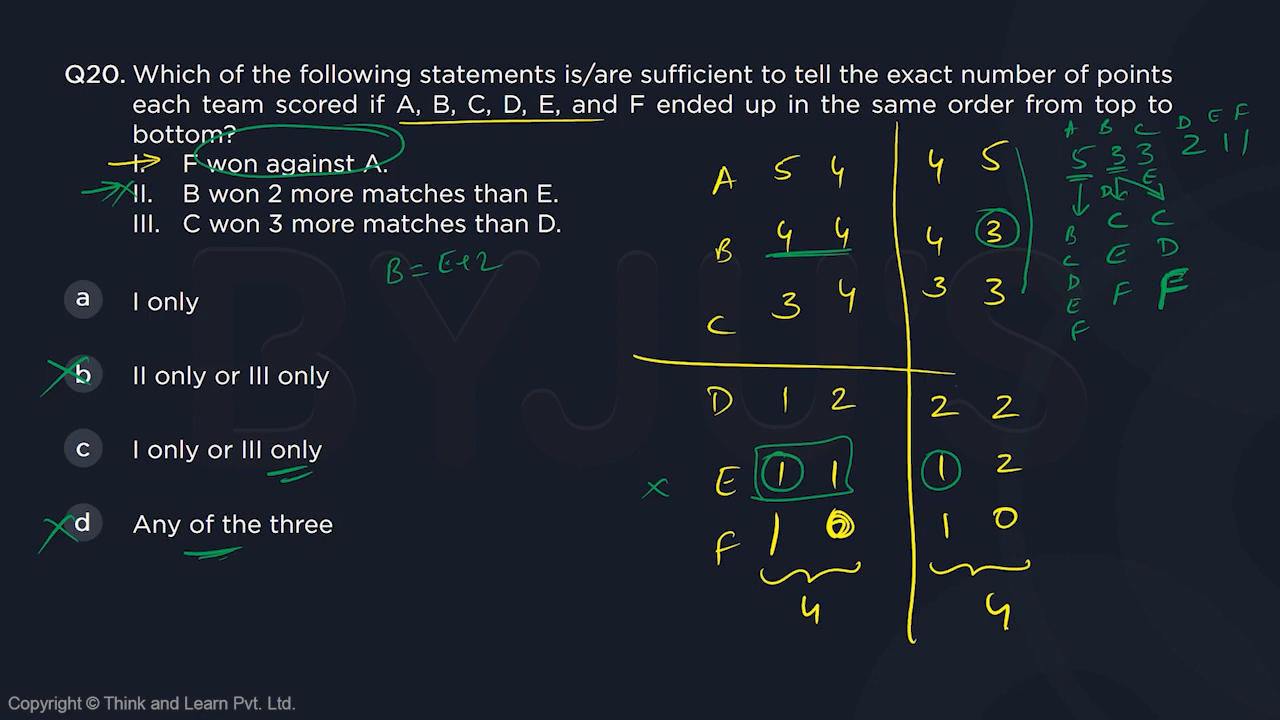 Q20. Which of the following statements is/are sufficient to tell the exact number of points
each team scored if A, B, C, D, E, and F ended up in the same order from top to
bottom?
I. F won against A.
II. B won 2 more matches than E.
III. C won 3 more matches than D.
B = E+2
a I only
b II only or III only
c I only or III only
d Any of the three
A 5 4 4 5
B 4 4 4 3
C 3 4 3 3
D 1 2 2 2
E 1 1 1 2
F 1 0 1 0
4 4
A B C D E F
5 3 3 2 1 1
D E
B C C
C E D
D F F
E
F
x
BYJU'S
Copyright © Think and Learn Pvt. Ltd.